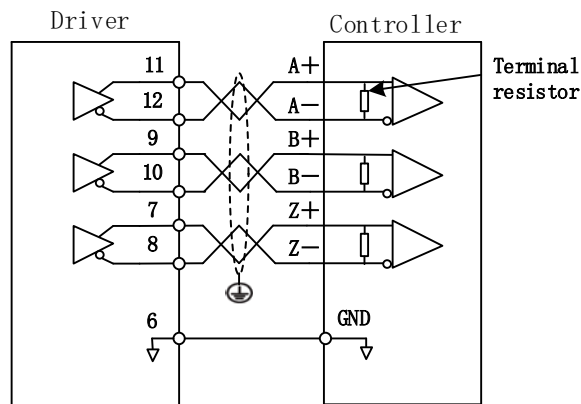 Driver
Controller
11
A+
Terminal
resistor
12
A−
9
B+
10
B−
7
Z+
8
Z−
6
GND